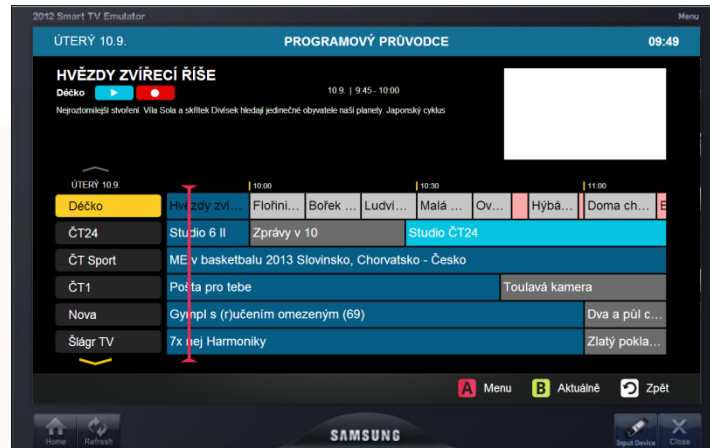 2012 Smart TV Emulator Menu
ÚTERÝ 10.9. PROGRAMOVÝ PRŮVODCE 09:49
HVĚZDY ZVÍŘECÍ ŘÍŠE
Déčko 10.9. | 9:45 - 10:00
Nejroztomilejší stvoření. Víla Sola a skřítek Divísek hledají jedinečné obyvatele naší planety. Japonský cyklus
ÚTERÝ 10.9. 10:00 10:30 11:00
Déčko Hvězdy zví... Floríni... Bořek ... Ludví... Malá ... Ov... Hýbá... Doma ch... E
ČT24 Studio 6 II Zprávy v 10 Studio ČT24
ČT Sport ME v basketbalu 2013 Slovinsko, Chorvatsko - Česko
ČT1 Pošta pro tebe Toulavá kamera
Nova Gympl s (r)učením omezeným (69) Dva a půl c...
Šlágr TV 7x nej Harmoniky Zlatý pokla...
A Menu B Aktuálně Zpět
Home Refresh SAMSUNG Input Device Close